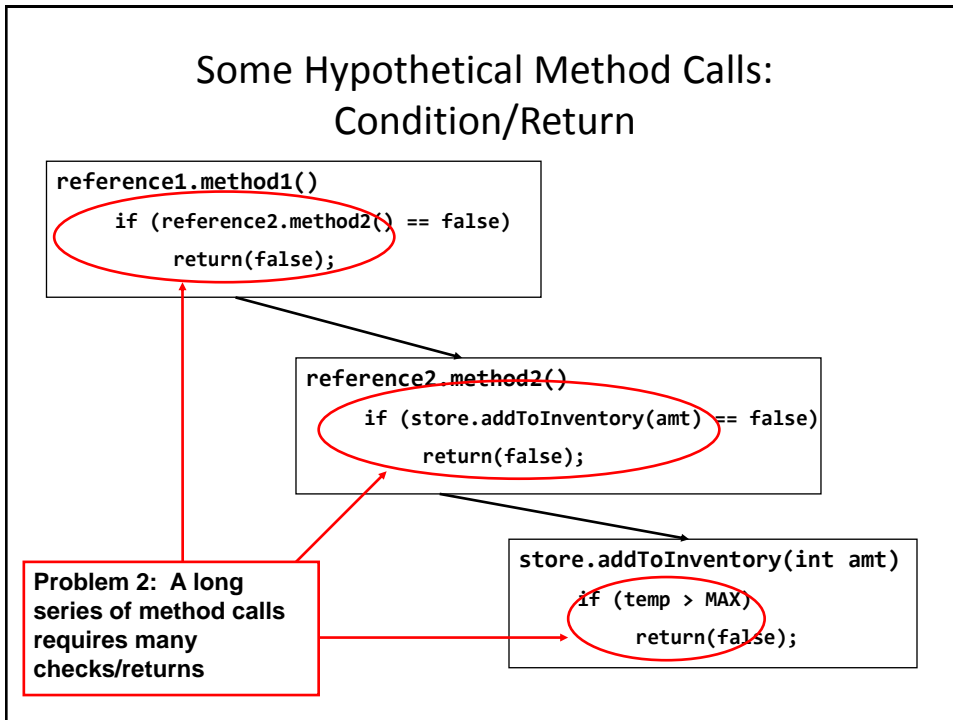 Some Hypothetical Method Calls:
Condition/Return
reference1.method1()
if (reference2.method2() == false)
return(false);
reference2.method2()
if (store.addToInventory(amt) == false)
return(false);
store.addToInventory(int amt)
if (temp > MAX)
return(false);
Problem 2: A long
series of method calls
requires many
checks/returns